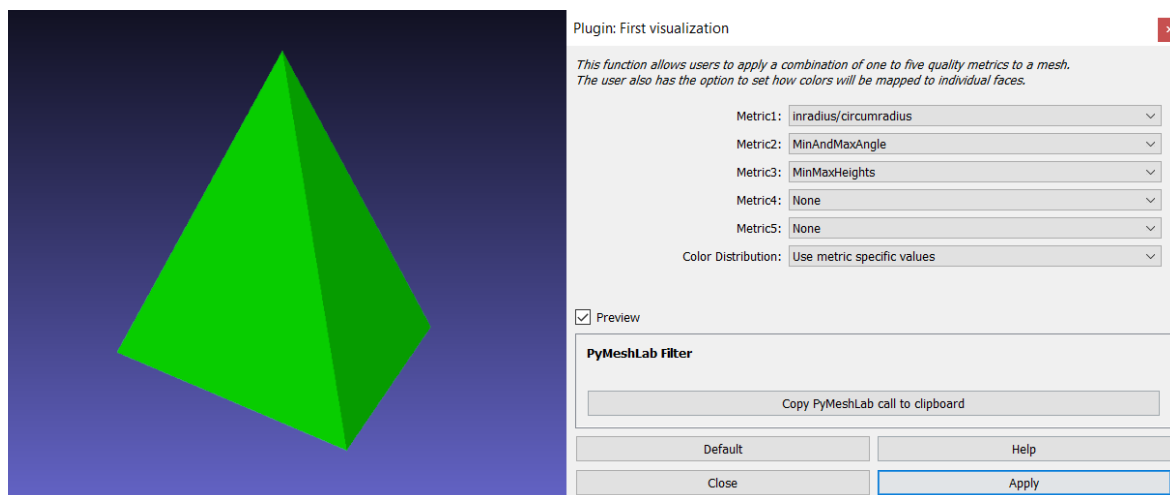 Plugin: First visualization
This function allows users to apply a combination of one to five quality metrics to a mesh.
The user also has the option to set how colors will be mapped to individual faces.
Metric1: inradius/circumradius
Metric2: MinAndMaxAngle
Metric3: MinMaxHeights
Metric4: None
Metric5: None
Color Distribution: Use metric specific values
Preview
PyMeshLab Filter
Copy PyMeshLab call to clipboard
Default Help
Close Apply